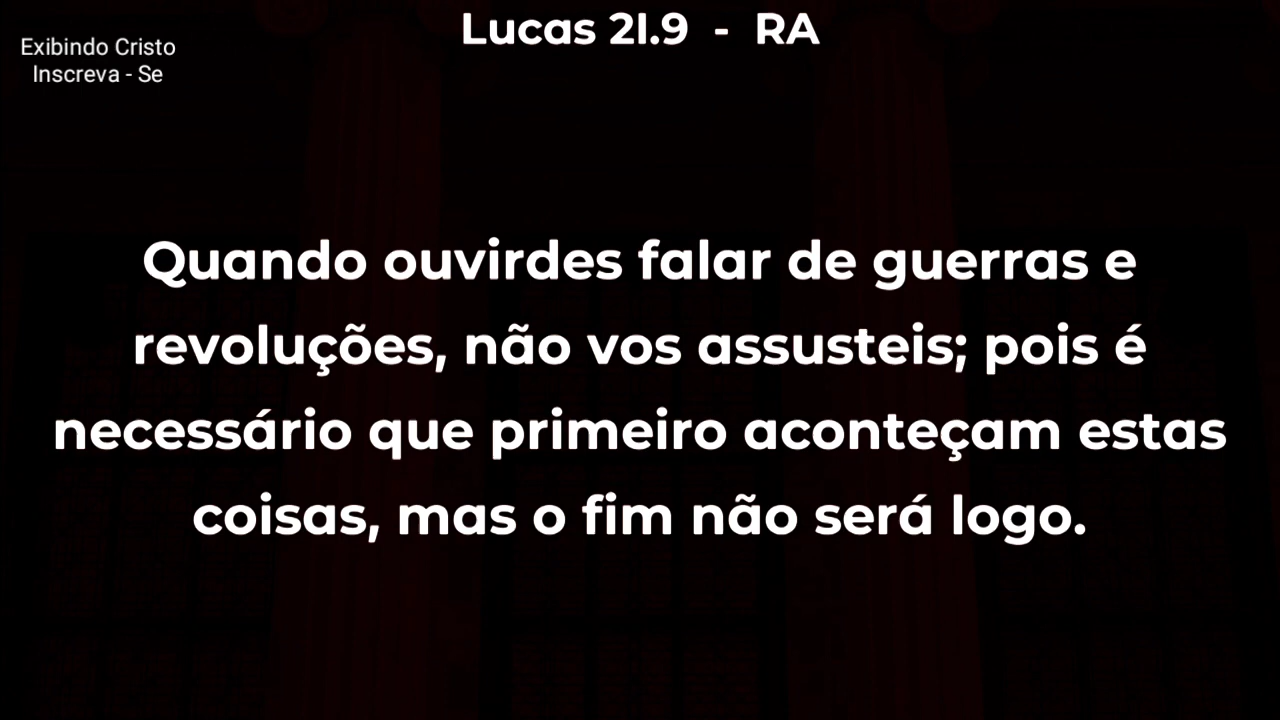 Lucas 21.9 - RA
Exibindo Cristo
Inscreva - Se
Quando ouvirdes falar de guerras e
revoluções, não vos assusteis; pois é
necessário que primeiro aconteçam estas
coisas, mas o fim não será logo.